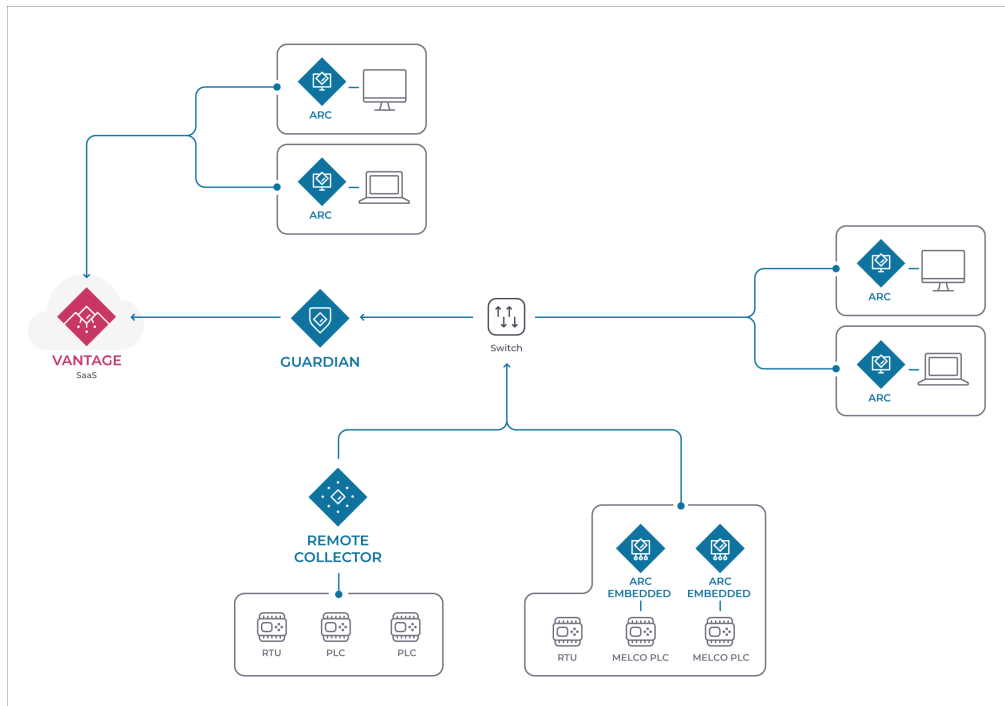 ARC
ARC
ARC
ARC
VANTAGE
SaaS
GUARDIAN
Switch
REMOTE
COLLECTOR
ARC
EMBEDDED
ARC
EMBEDDED
RTU
PLC
PLC
RTU
MELCO PLC
MELCO PLC